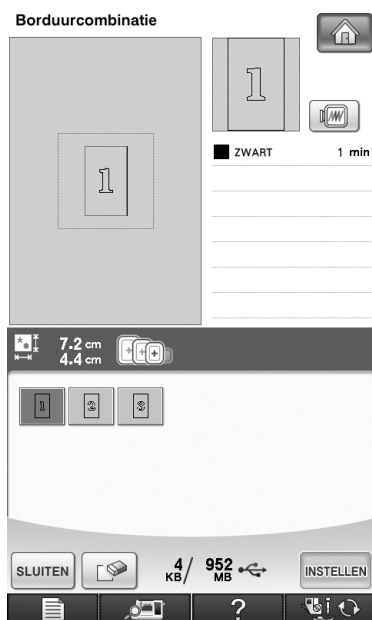 Borduurcombinatie
1
1
ZWART 1 min
7.2 cm
4.4 cm
1 2 3
SLUITEN 4 KB/ 952 MB INSTELLEN
?